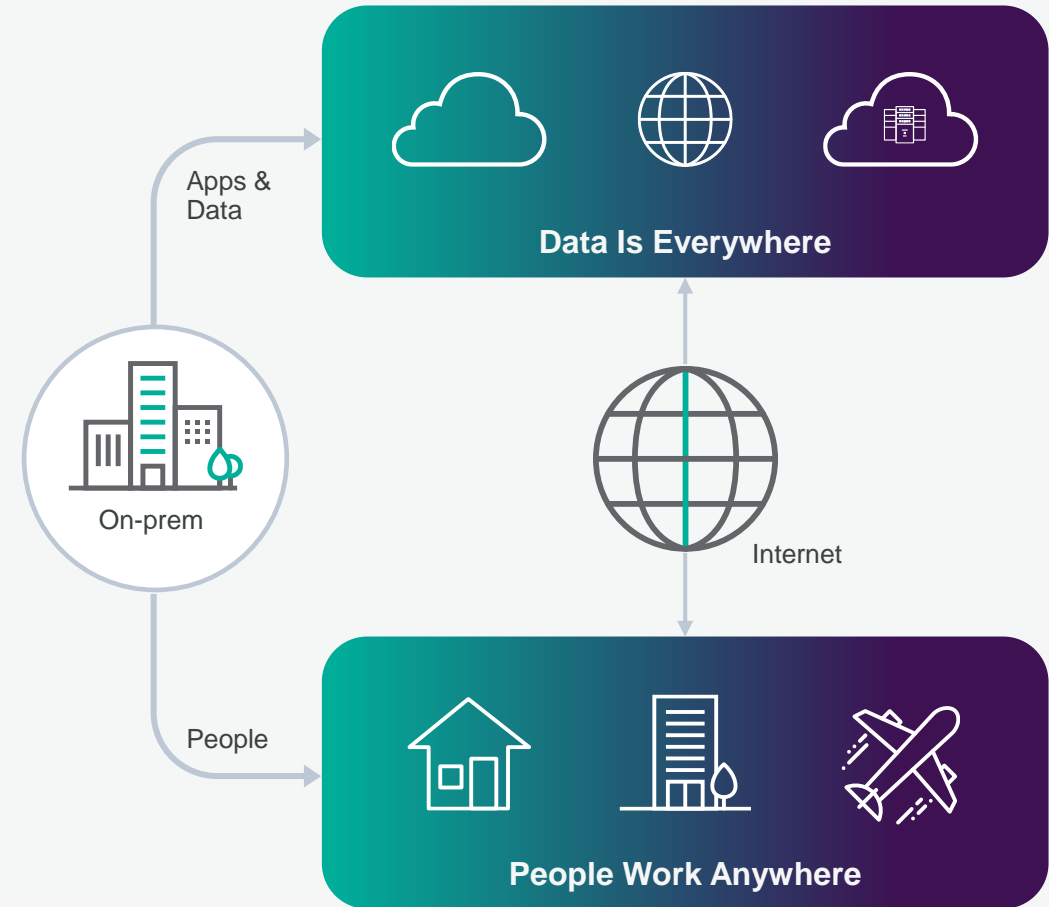 Apps &
Data
Data Is Everywhere
On-prem
Internet
People
People Work Anywhere